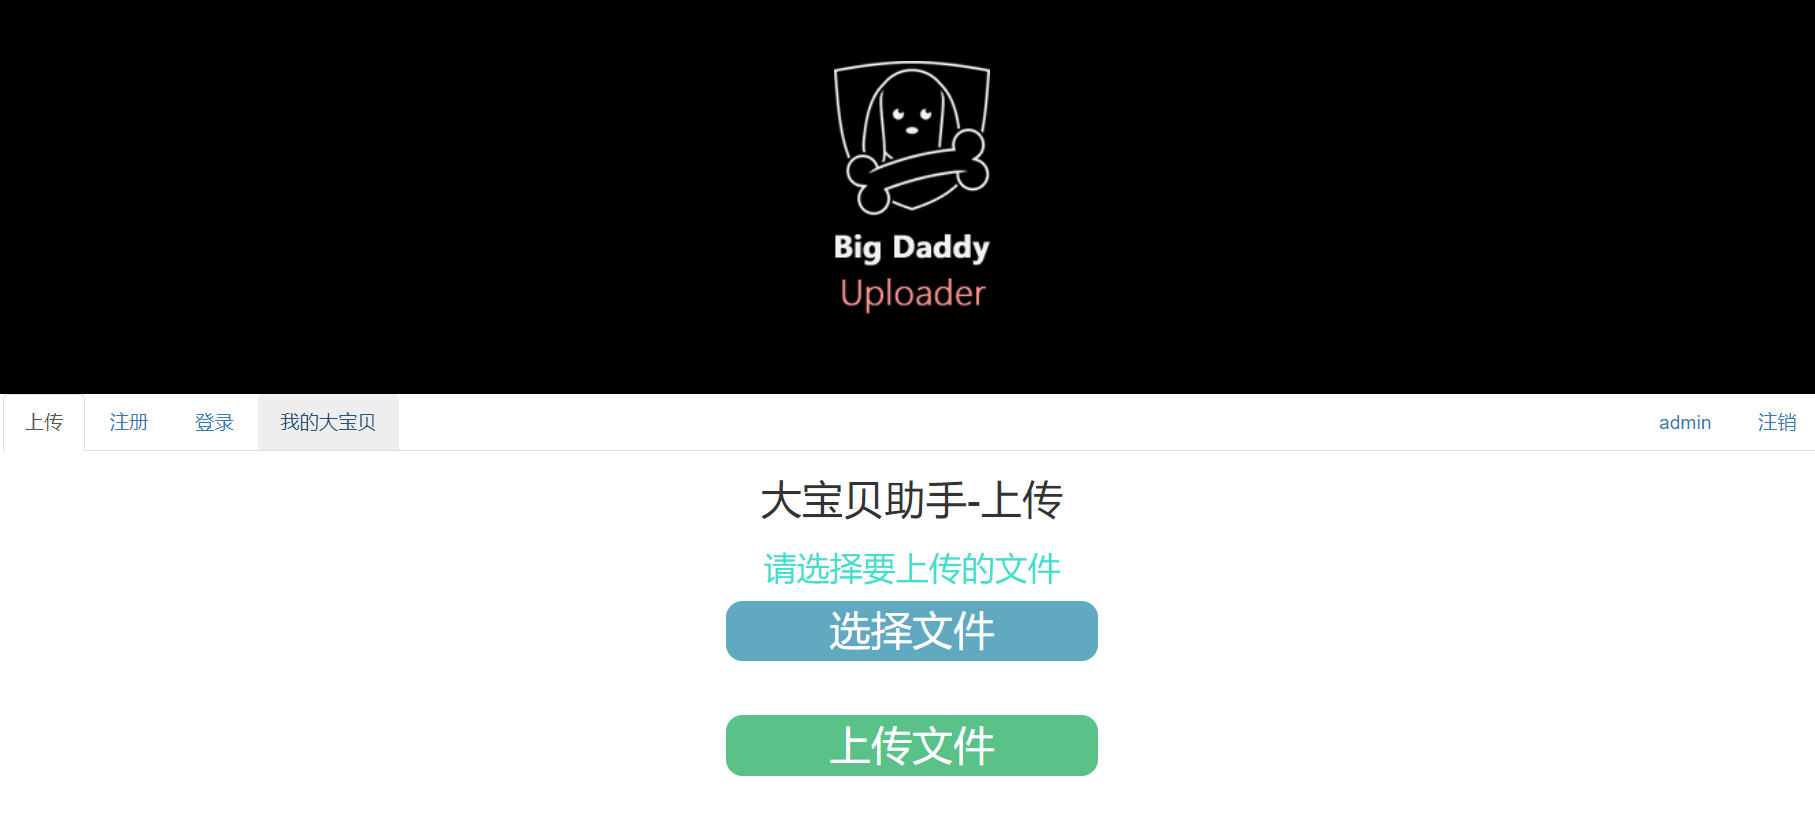 Big Daddy
Uploader
上传 注册 登录 我的大宝贝 admin 注销
大宝贝助手-上传
请选择要上传的文件
选择文件
上传文件